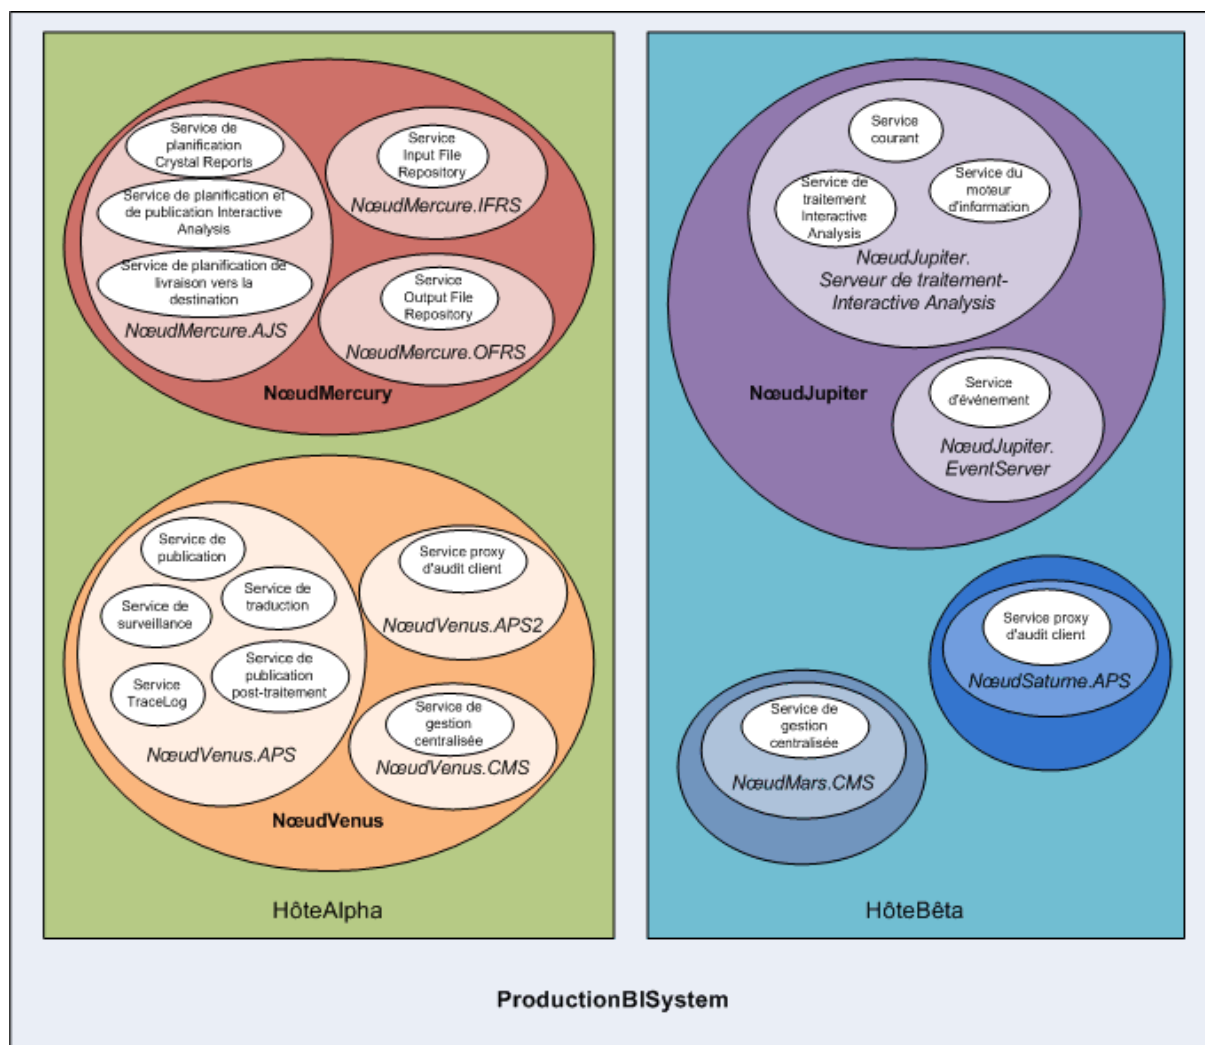 Service de
planification
Crystal Reports
Service de planification et
de publication Interactive
Analysis
Service de planification de
livraison vers la
destination
NœudMercure.AJS
Service
Input File
Repository
NœudMercure.IFRS
Service
Output File
Repository
NœudMercure.OFRS
NœudMercury
Service de
publication
Service de
surveillance
Service de
traduction
Service
TraceLog
Service de
publication
post-traitement
NœudVenus.APS
Service proxy
d'audit client
NœudVenus.APS2
Service de
gestion
centralisée
NœudVenus.CMS
NœudVenus
HôteAlpha
Service
courant
Service de
traitement
Interactive
Analysis
Service du
moteur
d'information
NœudJupiter.
Serveur de traitement-
Interactive Analysis
NœudJupiter
Service
d'événement
NœudJupiter.
EventServer
Service proxy
d'audit client
NœudSaturne.APS
Service de
gestion
centralisée
NœudMars.CMS
HôteBêta
ProductionBISystem